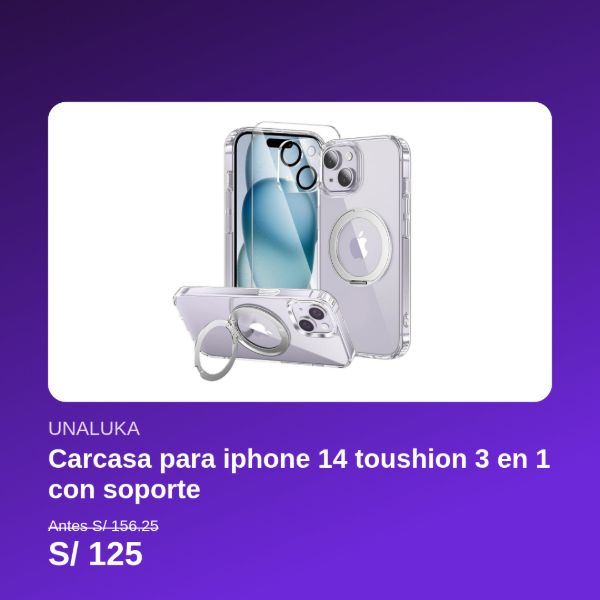 UNALUKA
Carcasa para iphone 14 toushion 3 en 1
con soporte
Antes S/ 156.25
S/ 125